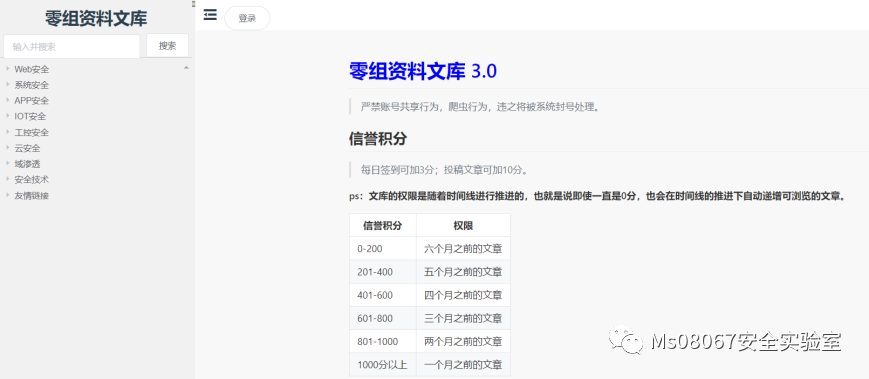 零组资料文库
输入并搜索
搜索
Web安全
系统安全
APP安全
IOT安全
工控安全
云安全
域渗透
安全技术
友情链接
登录
零组资料文库 3.0
严禁账号共享行为，爬虫行为，违之将被系统封号处理。
信誉积分
每日签到可加3分；投稿文章可加10分。
ps：文库的权限是随着时间线进行推进的，也就是说即使一直是0分，也会在时间线的推进下自动递增可浏览的文章。
信誉积分 权限
0-200 六个月之前的文章
201-400 五个月之前的文章
401-600 四个月之前的文章
601-800 三个月之前的文章
801-1000 两个月之前的文章
1000分以上 一个月之前的文章
Ms08067安全实验室